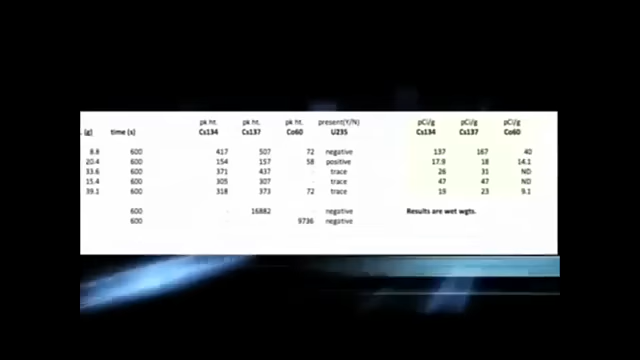 pk ht. pk ht. pk ht. present(Y/N) pCi/g pCi/g pCi/g
(g) time (s) Cs134 Cs137 Co60 U235 Cs134 Cs137 Co60
8.8 600 417 507 72 negative 137 167 40
20.4 600 154 157 58 positive 17.9 18 14.1
33.6 600 371 437 - trace 26 31 ND
15.4 600 305 307 - trace 47 47 ND
39.1 600 318 373 72 trace 19 23 9.1
600 - 16882 negative Results are wet wgts.
600 - 9736 negative